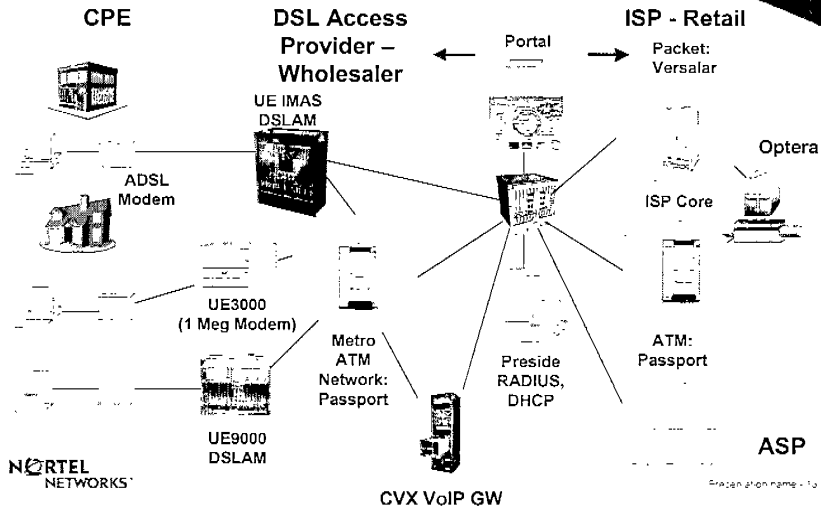 CPE
DSL Access
Provider –
Wholesaler
Portal
ISP - Retail
Packet:
Versalar
UE IMAS
DSLAM
Optera
ADSL
Modem
ISP Core
UE3000
(1 Meg Modem)
Metro
ATM
Network:
Passport
Preside
RADIUS,
DHCP
ATM:
Passport
UE9000
DSLAM
ASP
NORTEL
NETWORKS
CVX VoIP GW